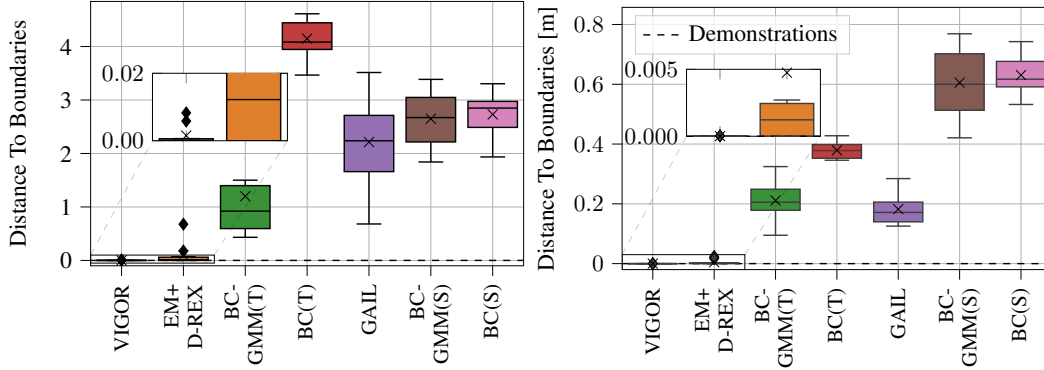 Distance To Boundaries
4
3
2
1
0
0.02
0.00
VIGOR
EM+
D-REX
BC-
GMM(T)
BC(T)
GAIL
BC-
GMM(S)
BC(S)
Distance To Boundaries [m]
0.8
0.6
0.4
0.2
0
Demonstrations
0.005
0.000
VIGOR
EM+
D-REX
BC-
GMM(T)
BC(T)
GAIL
BC-
GMM(S)
BC(S)